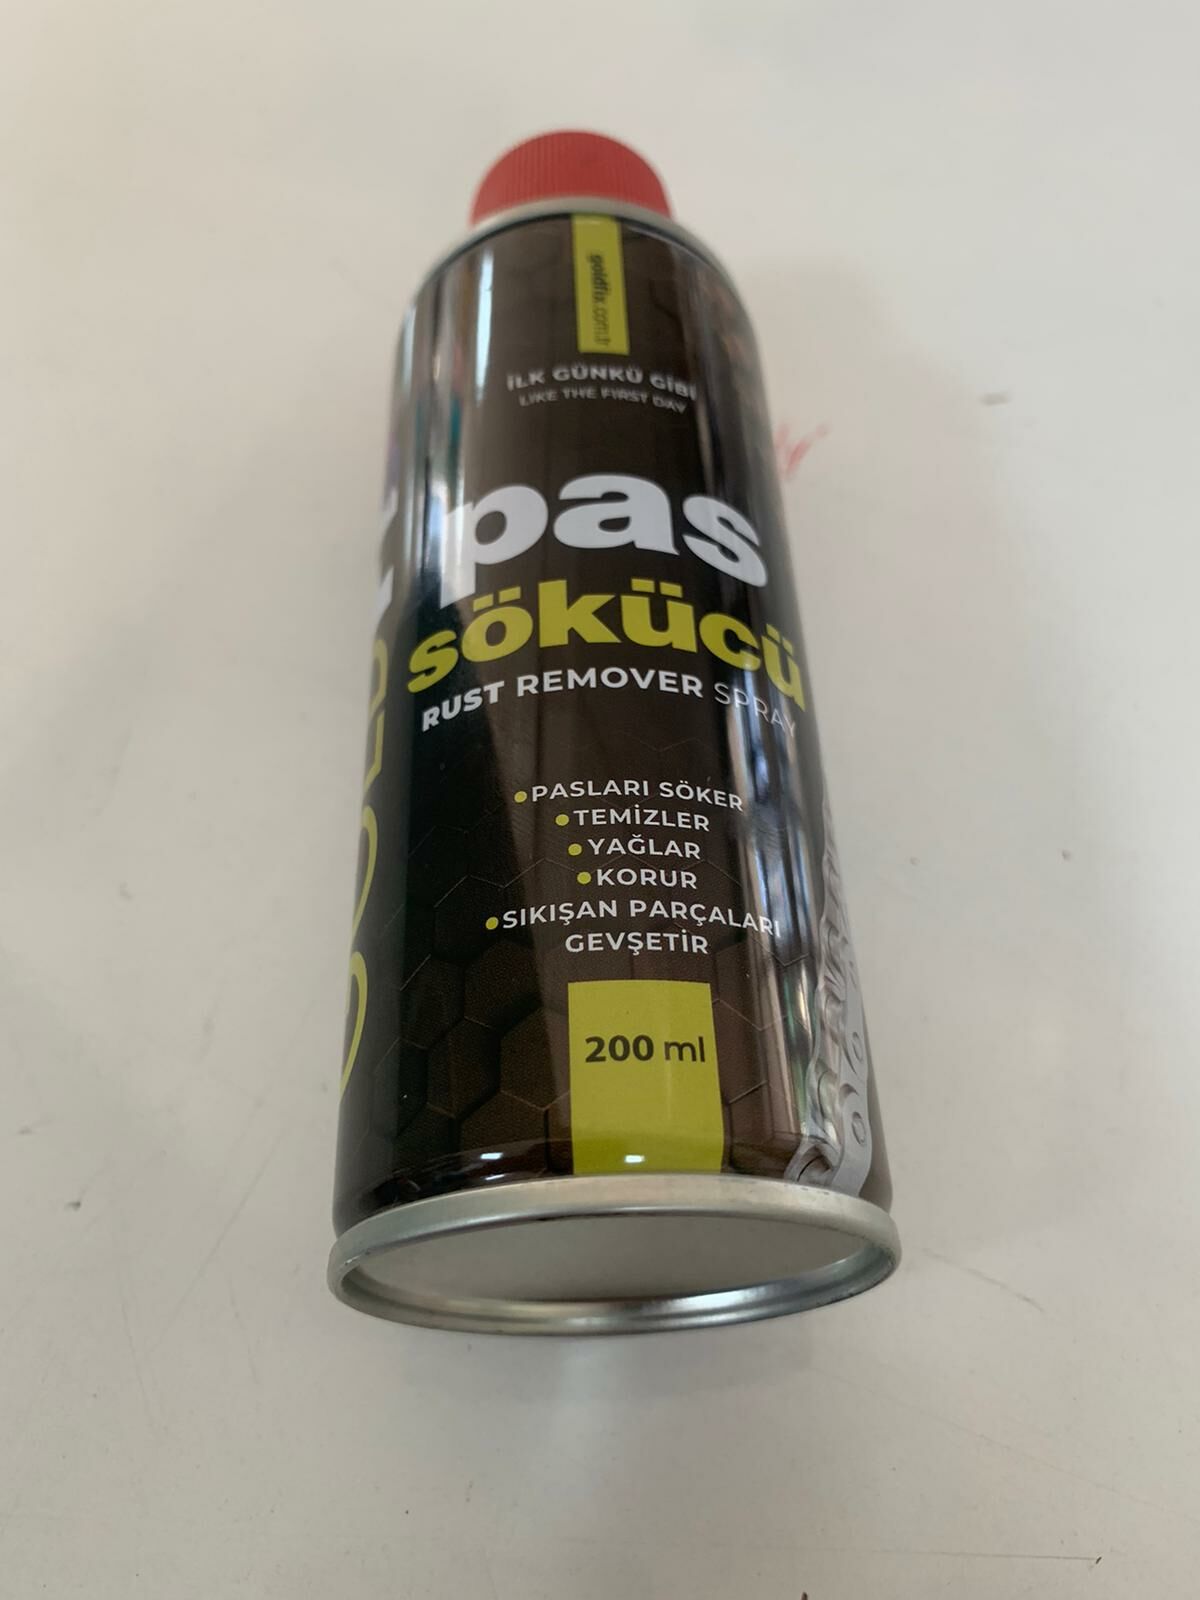 goldfix.com.tr
İLK GÜNKÜ GİBİ
LIKE THE FIRST DAY
pas
sökücü
RUST REMOVER SPRAY
•PASLARI SÖKER
•TEMİZLER
•YAĞLAR
•KORUR
•SIKIŞAN PARÇALARI
GEVŞETİR
200 ml